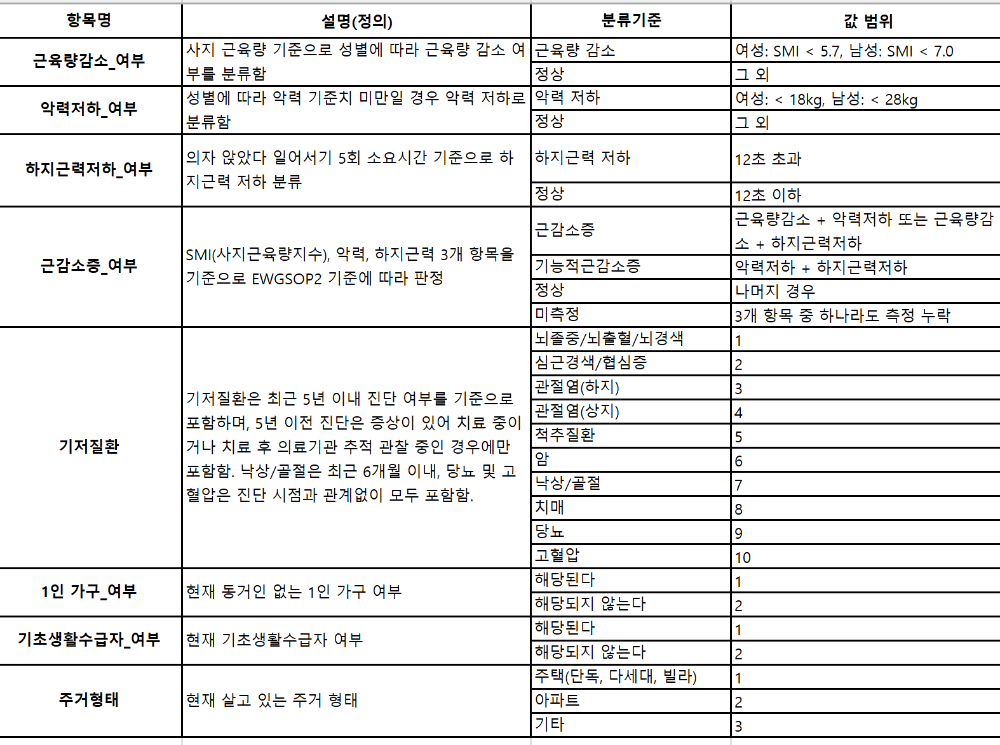 항목명 설명(정의) 분류기준 값 범위
근육량감소_여부
사지 근육량 기준으로 성별에 따라 근육량 감소 여
부를 분류함
근육량 감소 여성: SMI < 5.7, 남성: SMI < 7.0
정상 그 외
악력저하_여부
성별에 따라 악력 기준치 미만일 경우 악력 저하로
분류함
악력 저하 여성: < 18kg, 남성: < 28kg
정상 그 외
하지근력저하_여부
의자 앉았다 일어서기 5회 소요시간 기준으로 하
지근력 저하 분류
하지근력 저하 12초 초과
정상 12초 이하
근감소증_여부
SMI(사지근육량지수), 악력, 하지근력 3개 항목을
기준으로 EWGSOP2 기준에 따라 판정
근감소증
근육량감소 + 악력저하 또는 근육량감
소 + 하지근력저하
기능적근감소증 악력저하 + 하지근력저하
정상 나머지 경우
미측정 3개 항목 중 하나라도 측정 누락
기저질환
기저질환은 최근 5년 이내 진단 여부를 기준으로
포함하며, 5년 이전 진단은 증상이 있어 치료 중이
거나 치료 후 의료기관 추적 관찰 중인 경우에만
포함함. 낙상/골절은 최근 6개월 이내, 당뇨 및 고
혈압은 진단 시점과 관계없이 모두 포함함.
뇌졸중/뇌출혈/뇌경색 1
심근경색/협심증 2
관절염(하지) 3
관절염(상지) 4
척추질환 5
암 6
낙상/골절 7
치매 8
당뇨 9
고혈압 10
1인 가구_여부
현재 동거인 없는 1인 가구 여부
해당된다 1
해당되지 않는다 2
기초생활수급자_여부
현재 기초생활수급자 여부
해당된다 1
해당되지 않는다 2
주거형태
현재 살고 있는 주거 형태
주택(단독, 다세대, 빌라) 1
아파트 2
기타 3